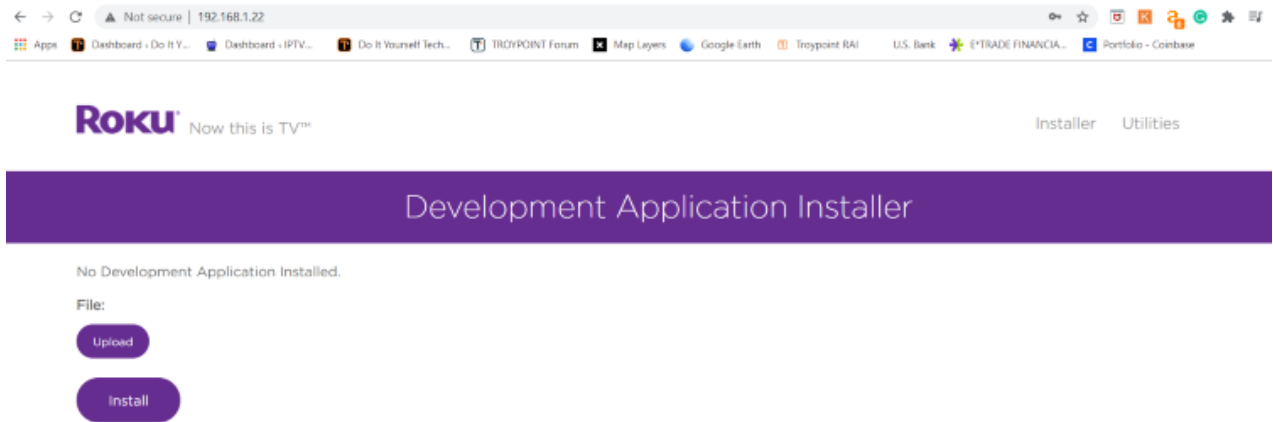 Not secure | 192.168.1.22
Apps Dashboard ‹ Do It Y... Dashboard ‹ IPTV... Do It Yourself Tech... TROYPOINT Forum Map Layers Google Earth Troypoint RAI U.S. Bank E*TRADE FINANCIA... Portfolio - Coinbase
ROKU Now this is TV™ Installer Utilities
Development Application Installer
No Development Application Installed.
File:
Upload
Install